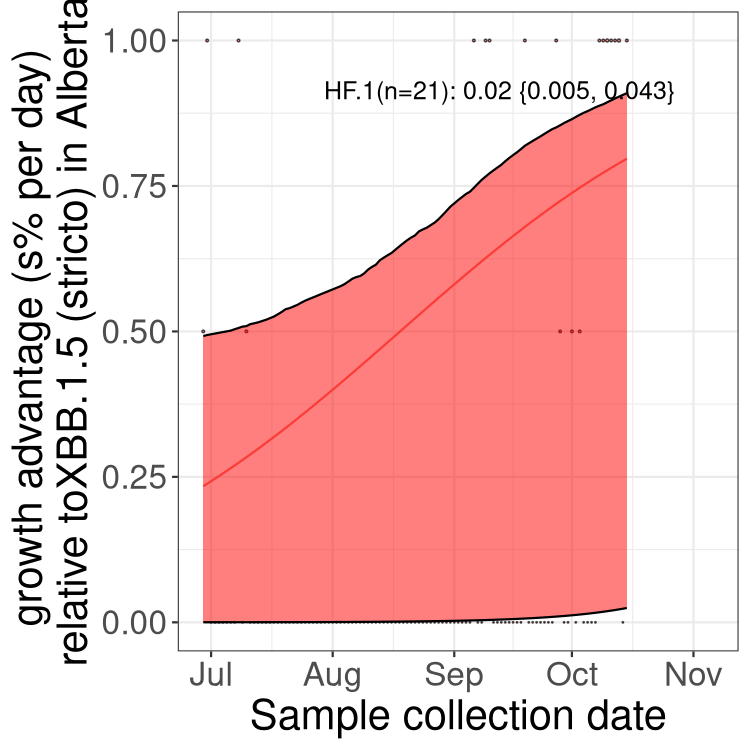 growth advantage (s% per day)
relative toXBB.1.5 (stricto) in Alberta
1.00
0.75
0.50
0.25
0.00
HF.1(n=21): 0.02 {0.005, 0.043}
Jul Aug Sep Oct Nov
Sample collection date